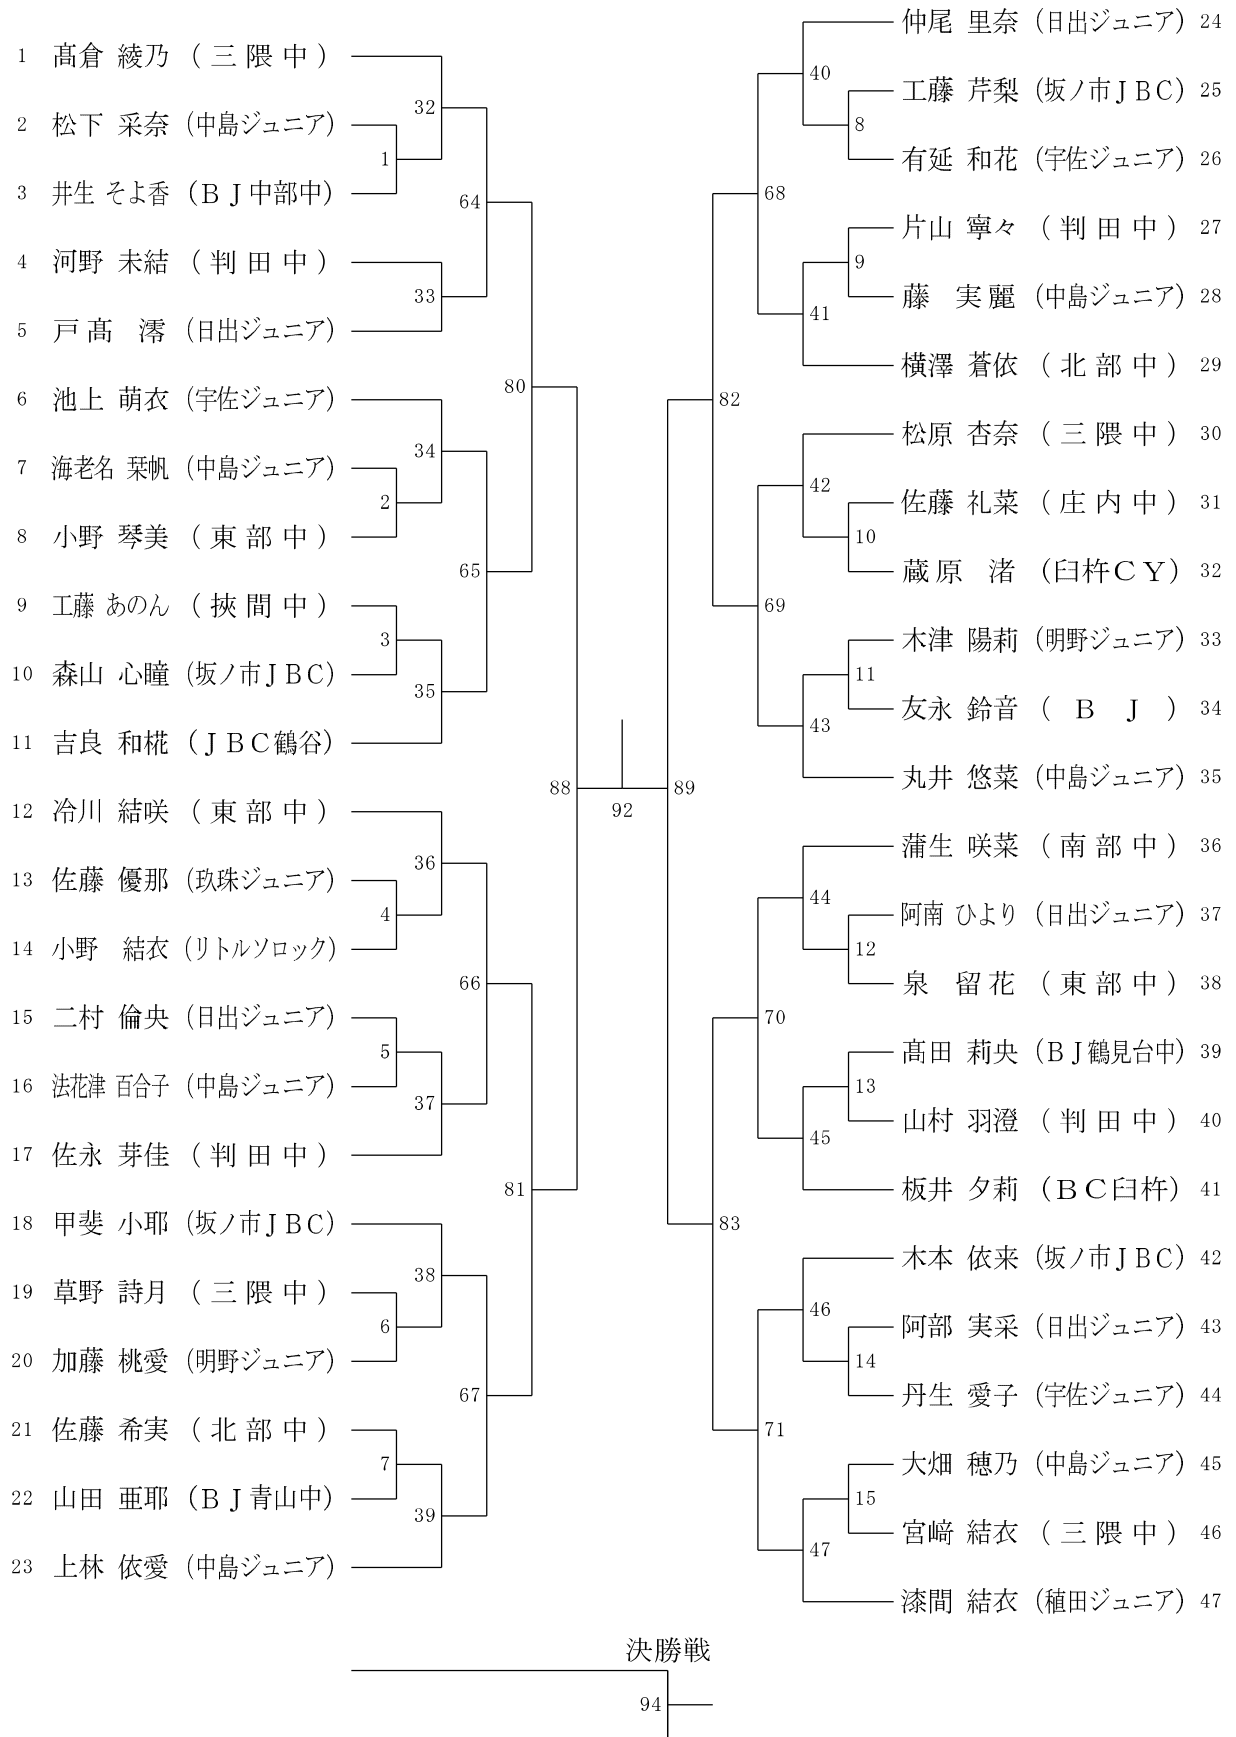 1 髙倉 綾乃 （三隈中）
2 松下 采奈 （中島ジュニア）
3 井生 そよ香 （ＢＪ中部中）
4 河野 未結 （判田中）
5 戸髙 澪 （日出ジュニア）
6 池上 萌衣 （宇佐ジュニア）
7 海老名 栞帆 （中島ジュニア）
8 小野 琴美 （東部中）
9 工藤 あのん （挾間中）
10 森山 心瞳 （坂ノ市ＪＢＣ）
11 吉良 和椛 （ＪＢＣ鶴谷）
12 冷川 結咲 （東部中）
13 佐藤 優那 （玖珠ジュニア）
14 小野 結衣 （リトルソロック）
15 二村 倫央 （日出ジュニア）
16 法花津 百合子 （中島ジュニア）
17 佐永 芽佳 （判田中）
18 甲斐 小耶 （坂ノ市ＪＢＣ）
19 草野 詩月 （三隈中）
20 加藤 桃愛 （明野ジュニア）
21 佐藤 希実 （北部中）
22 山田 亜耶 （ＢＪ青山中）
23 上林 依愛 （中島ジュニア）
1
2
3
4
5
6
7
32
33
34
35
36
37
38
39
64
65
66
67
80
81
88
92
89
82
83
68
69
70
71
40
41
42
43
44
45
46
47
8
9
10
11
12
13
14
15
仲尾 里奈 （日出ジュニア） 24
工藤 芹梨 （坂ノ市ＪＢＣ） 25
有延 和花 （宇佐ジュニア） 26
片山 寧々 （判田中） 27
藤 実麗 （中島ジュニア） 28
横澤 蒼依 （北部中） 29
松原 杏奈 （三隈中） 30
佐藤 礼菜 （庄内中） 31
蔵原 渚 （臼杵ＣＹ） 32
木津 陽莉 （明野ジュニア） 33
友永 鈴音 （ＢＪ） 34
丸井 悠菜 （中島ジュニア） 35
蒲生 咲菜 （南部中） 36
阿南 ひより （日出ジュニア） 37
泉 留花 （東部中） 38
髙田 莉央 （ＢＪ鶴見台中） 39
山村 羽澄 （判田中） 40
板井 夕莉 （ＢＣ臼杵） 41
木本 依来 （坂ノ市ＪＢＣ） 42
阿部 実采 （日出ジュニア） 43
丹生 愛子 （宇佐ジュニア） 44
大畑 穂乃 （中島ジュニア） 45
宮﨑 結衣 （三隈中） 46
漆間 結衣 （稙田ジュニア） 47
決勝戦
94